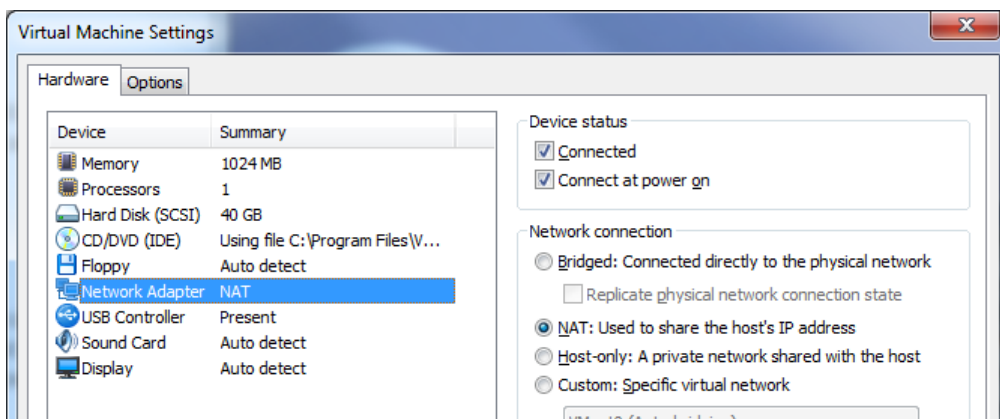 Virtual Machine Settings
Hardware Options
Device Summary
Memory 1024 MB
Processors 1
Hard Disk (SCSI) 40 GB
CD/DVD (IDE) Using file C:\Program Files\V...
Floppy Auto detect
Network Adapter NAT
USB Controller Present
Sound Card Auto detect
Display Auto detect
Device status
Connected
Connect at power on
Network connection
Bridged: Connected directly to the physical network
Replicate physical network connection state
NAT: Used to share the host's IP address
Host-only: A private network shared with the host
Custom: Specific virtual network